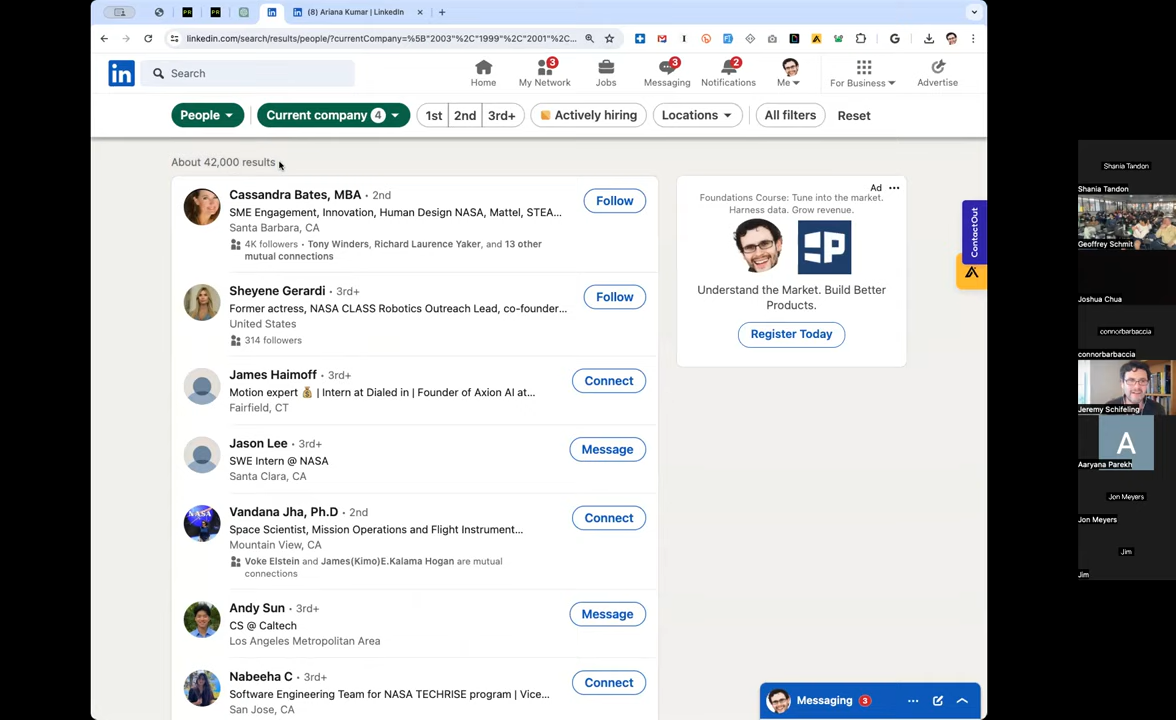 (8) Ariana Kumar | LinkedIn
linkedin.com/search/results/people/?currentCompany=%5B"2003"%2C"1999"%2C"2001"%2C...
in
Search
Home
3
My Network
Jobs
3
Messaging
2
Notifications
Me
For Business
Advertise
People
Current company 4
1st
2nd
3rd+
Actively hiring
Locations
All filters
Reset
About 42,000 results
Cassandra Bates, MBA • 2nd
SME Engagement, Innovation, Human Design NASA, Mattel, STEA...
Santa Barbara, CA
4K followers • Tony Winders, Richard Laurence Yaker, and 13 other
mutual connections
Follow
Sheyene Gerardi • 3rd+
Former actress, NASA CLASS Robotics Outreach Lead, co-founder...
United States
314 followers
Follow
James Haimoff • 3rd+
Motion expert 💰 | Intern at Dialed in | Founder of Axion AI at...
Fairfield, CT
Connect
Jason Lee • 3rd+
SWE Intern @ NASA
Santa Clara, CA
Message
Vandana Jha, Ph.D • 2nd
Space Scientist, Mission Operations and Flight Instrument...
Mountain View, CA
Voke Elstein and James(Kimo)E.Kalama Hogan are mutual
connections
Connect
Andy Sun • 3rd+
CS @ Caltech
Los Angeles Metropolitan Area
Message
Nabeeha C • 3rd+
Software Engineering Team for NASA TECHRISE program | Vice...
San Jose, CA
Connect
Ad ...
Foundations Course: Tune into the market.
Harness data. Grow revenue.
Understand the Market. Build Better
Products.
Register Today
ContactOut
Messaging 3
Shania Tandon
Shania Tandon
Geoffrey Schmit
Joshua Chua
connorbarbaccia
connorbarbaccia
Jeremy Schifeling
A
Aaryana Parekh
Jon Meyers
Jon Meyers
Jim
Jim